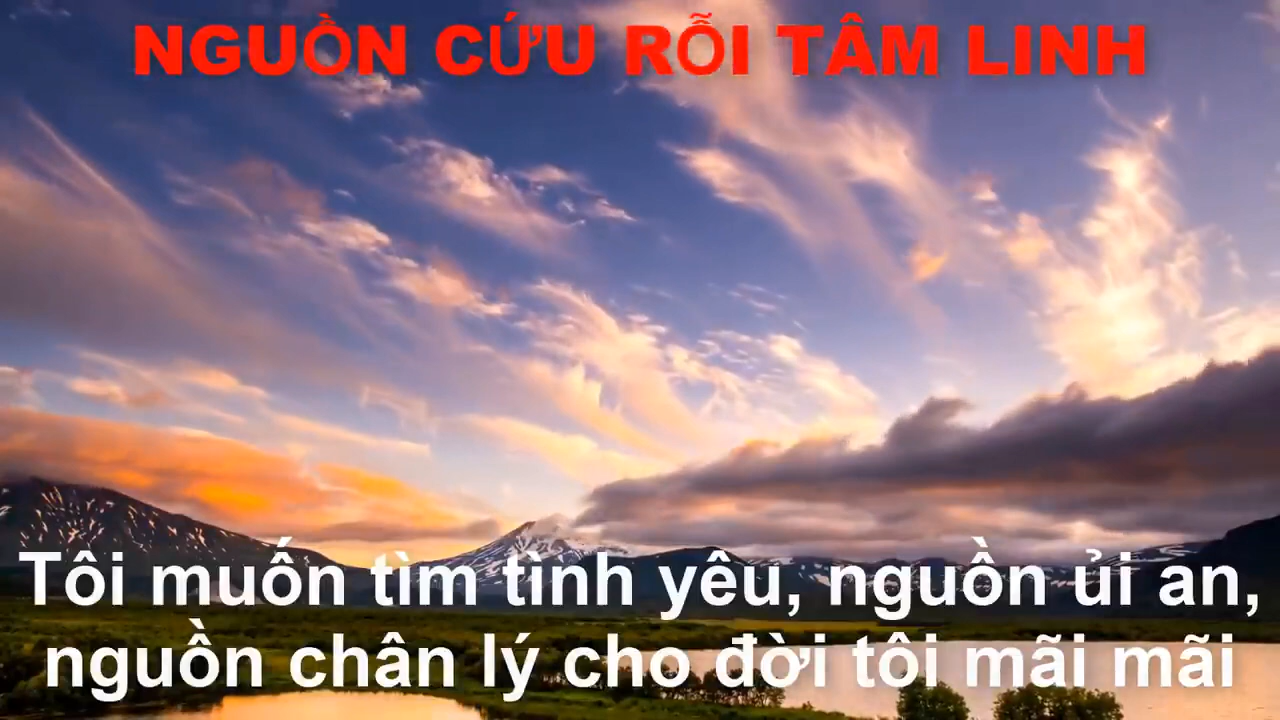 NGUỒN CỨU RỖI TÂM LINH
Tôi muốn tìm tình yêu, nguồn ủi an,
nguồn chân lý cho đời tôi mãi mãi